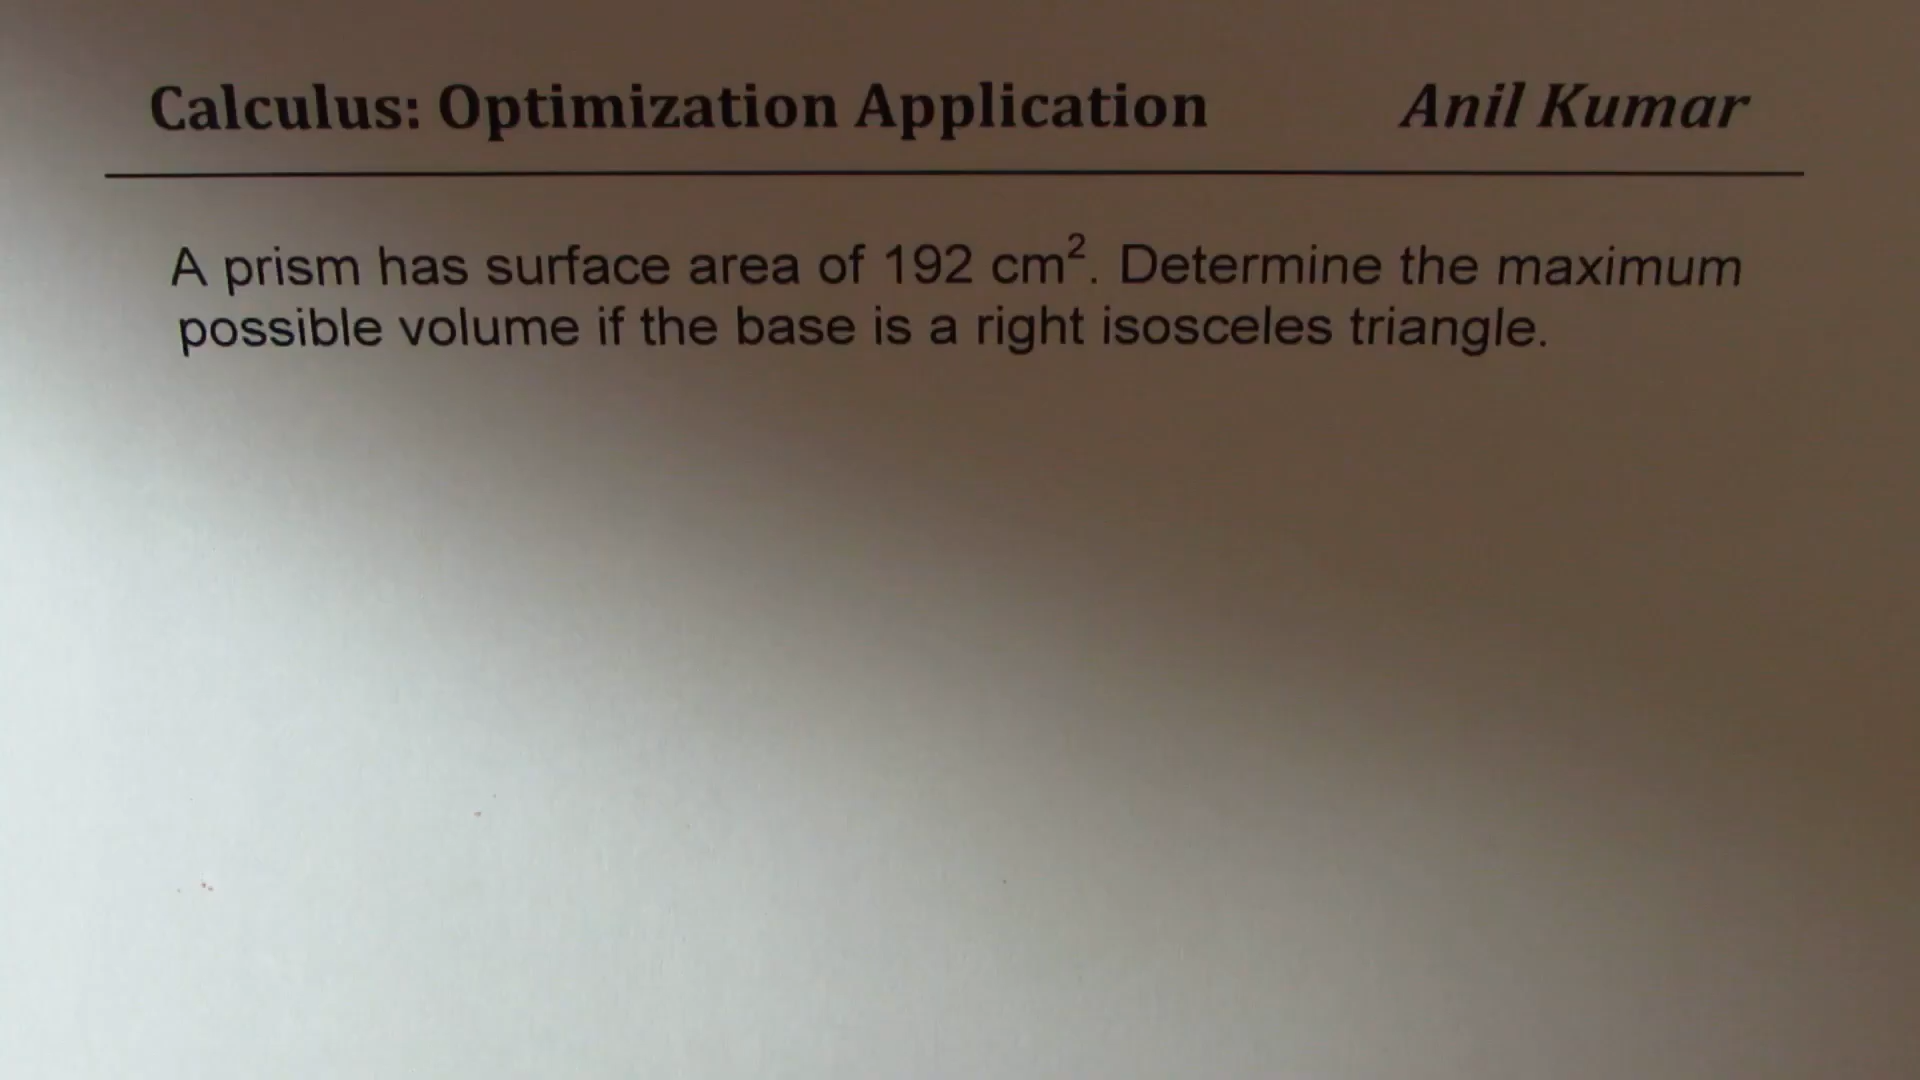 Calculus: Optimization Application Anil Kumar
A prism has surface area of 192 cm². Determine the maximum
possible volume if the base is a right isosceles triangle.